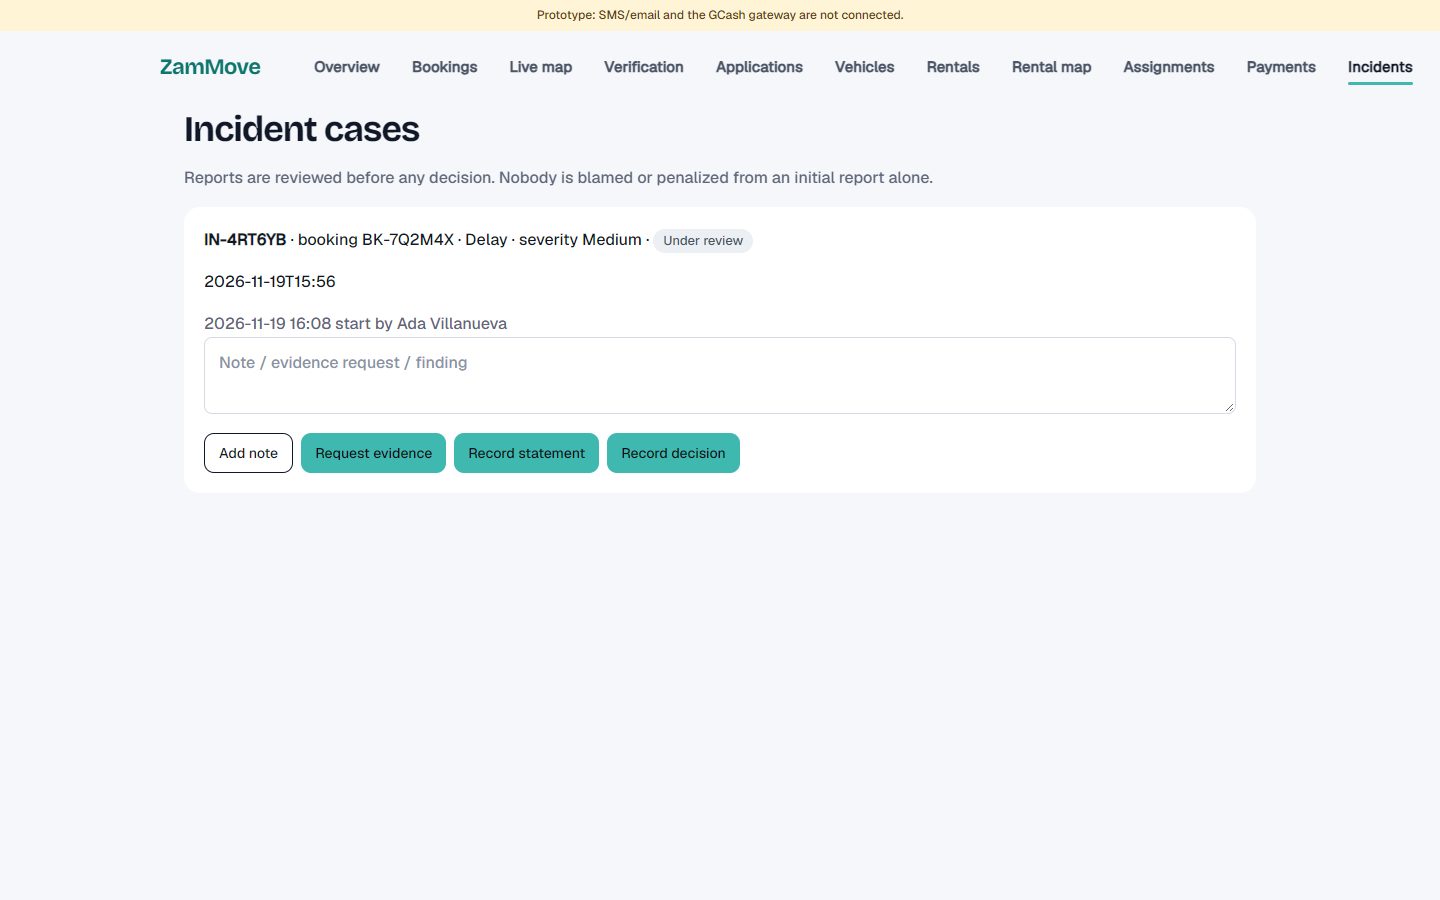 Prototype: SMS/email and the GCash gateway are not connected.
ZamMove Overview Bookings Live map Verification Applications Vehicles Rentals Rental map Assignments Payments Incidents
Incident cases
Reports are reviewed before any decision. Nobody is blamed or penalized from an initial report alone.
IN-4RT6YB · booking BK-7Q2M4X · Delay · severity Medium · Under review
2026-11-19T15:56
2026-11-19 16:08 start by Ada Villanueva
Note / evidence request / finding
Add note Request evidence Record statement Record decision